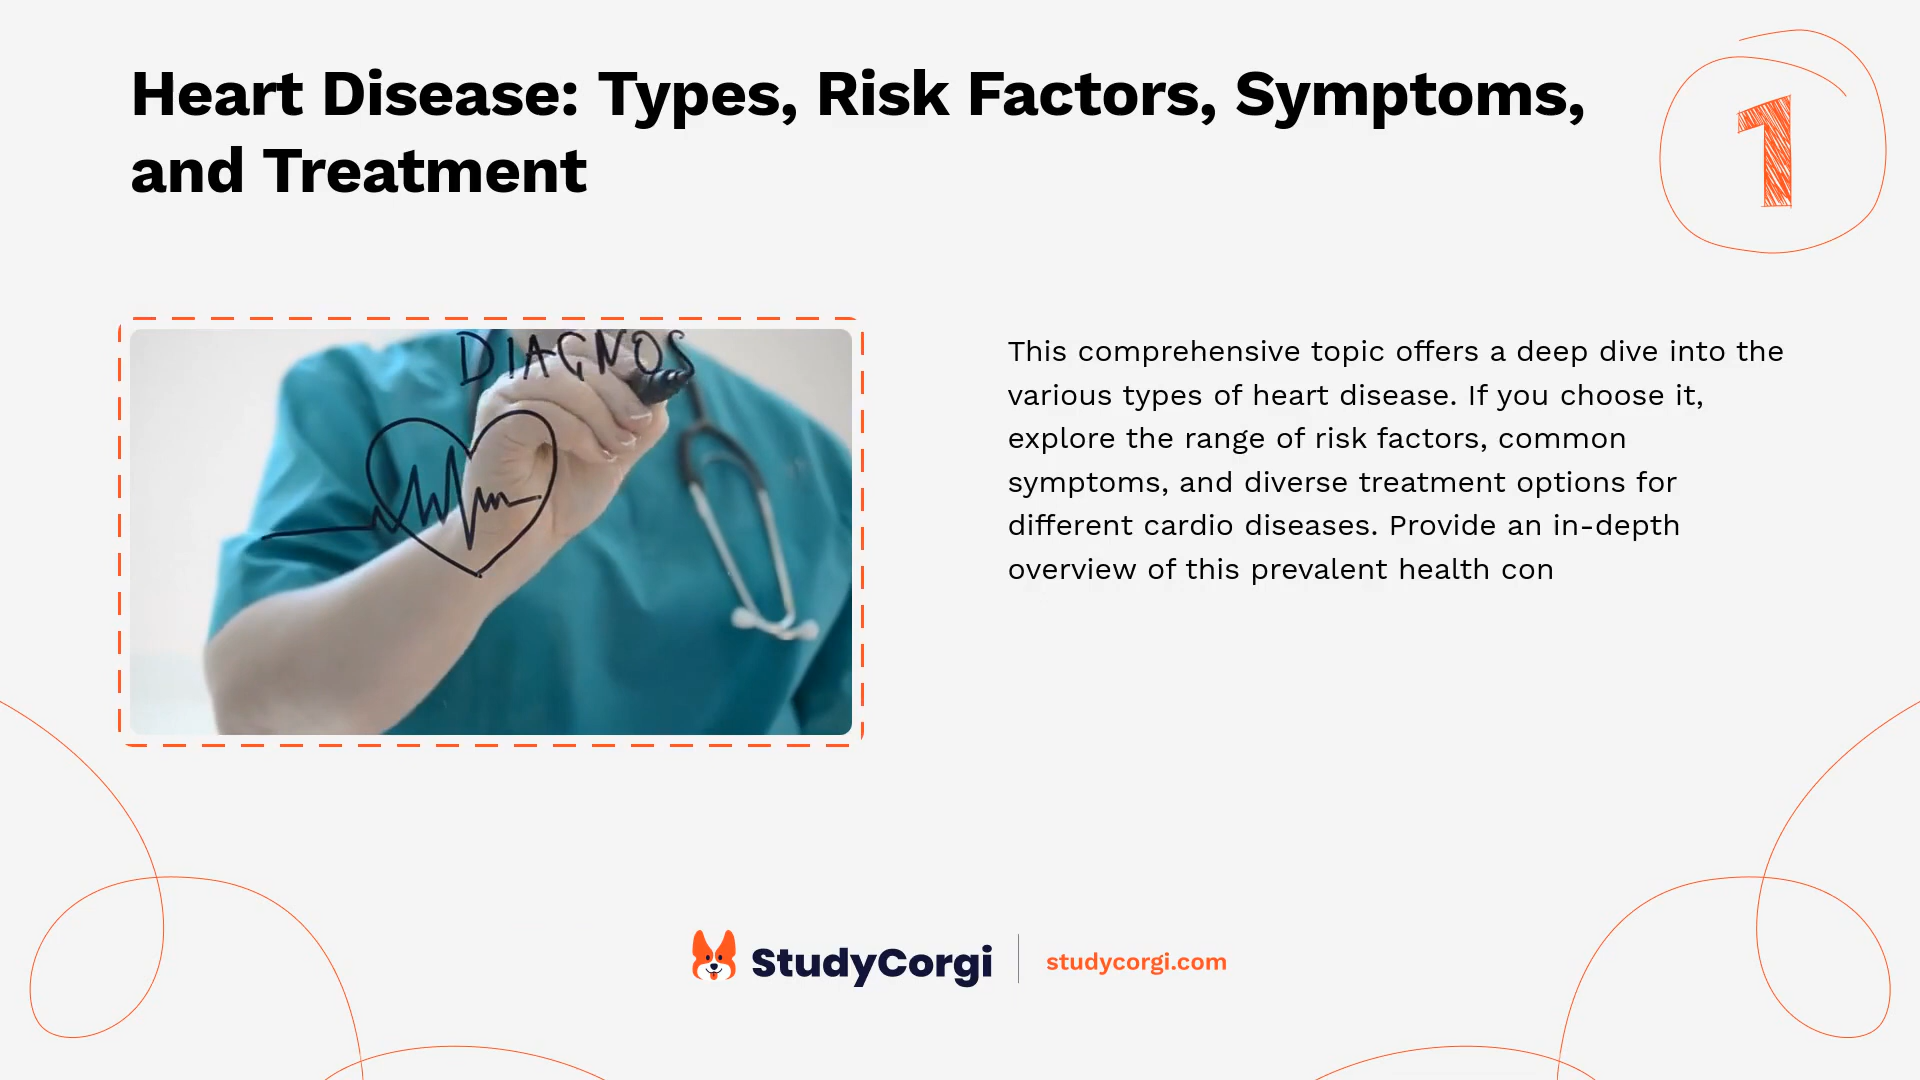 Heart Disease: Types, Risk Factors, Symptoms,
and Treatment
1
DIAGNOS
This comprehensive topic offers a deep dive into the
various types of heart disease. If you choose it,
explore the range of risk factors, common
symptoms, and diverse treatment options for
different cardio diseases. Provide an in-depth
overview of this prevalent health con
StudyCorgi
studycorgi.com